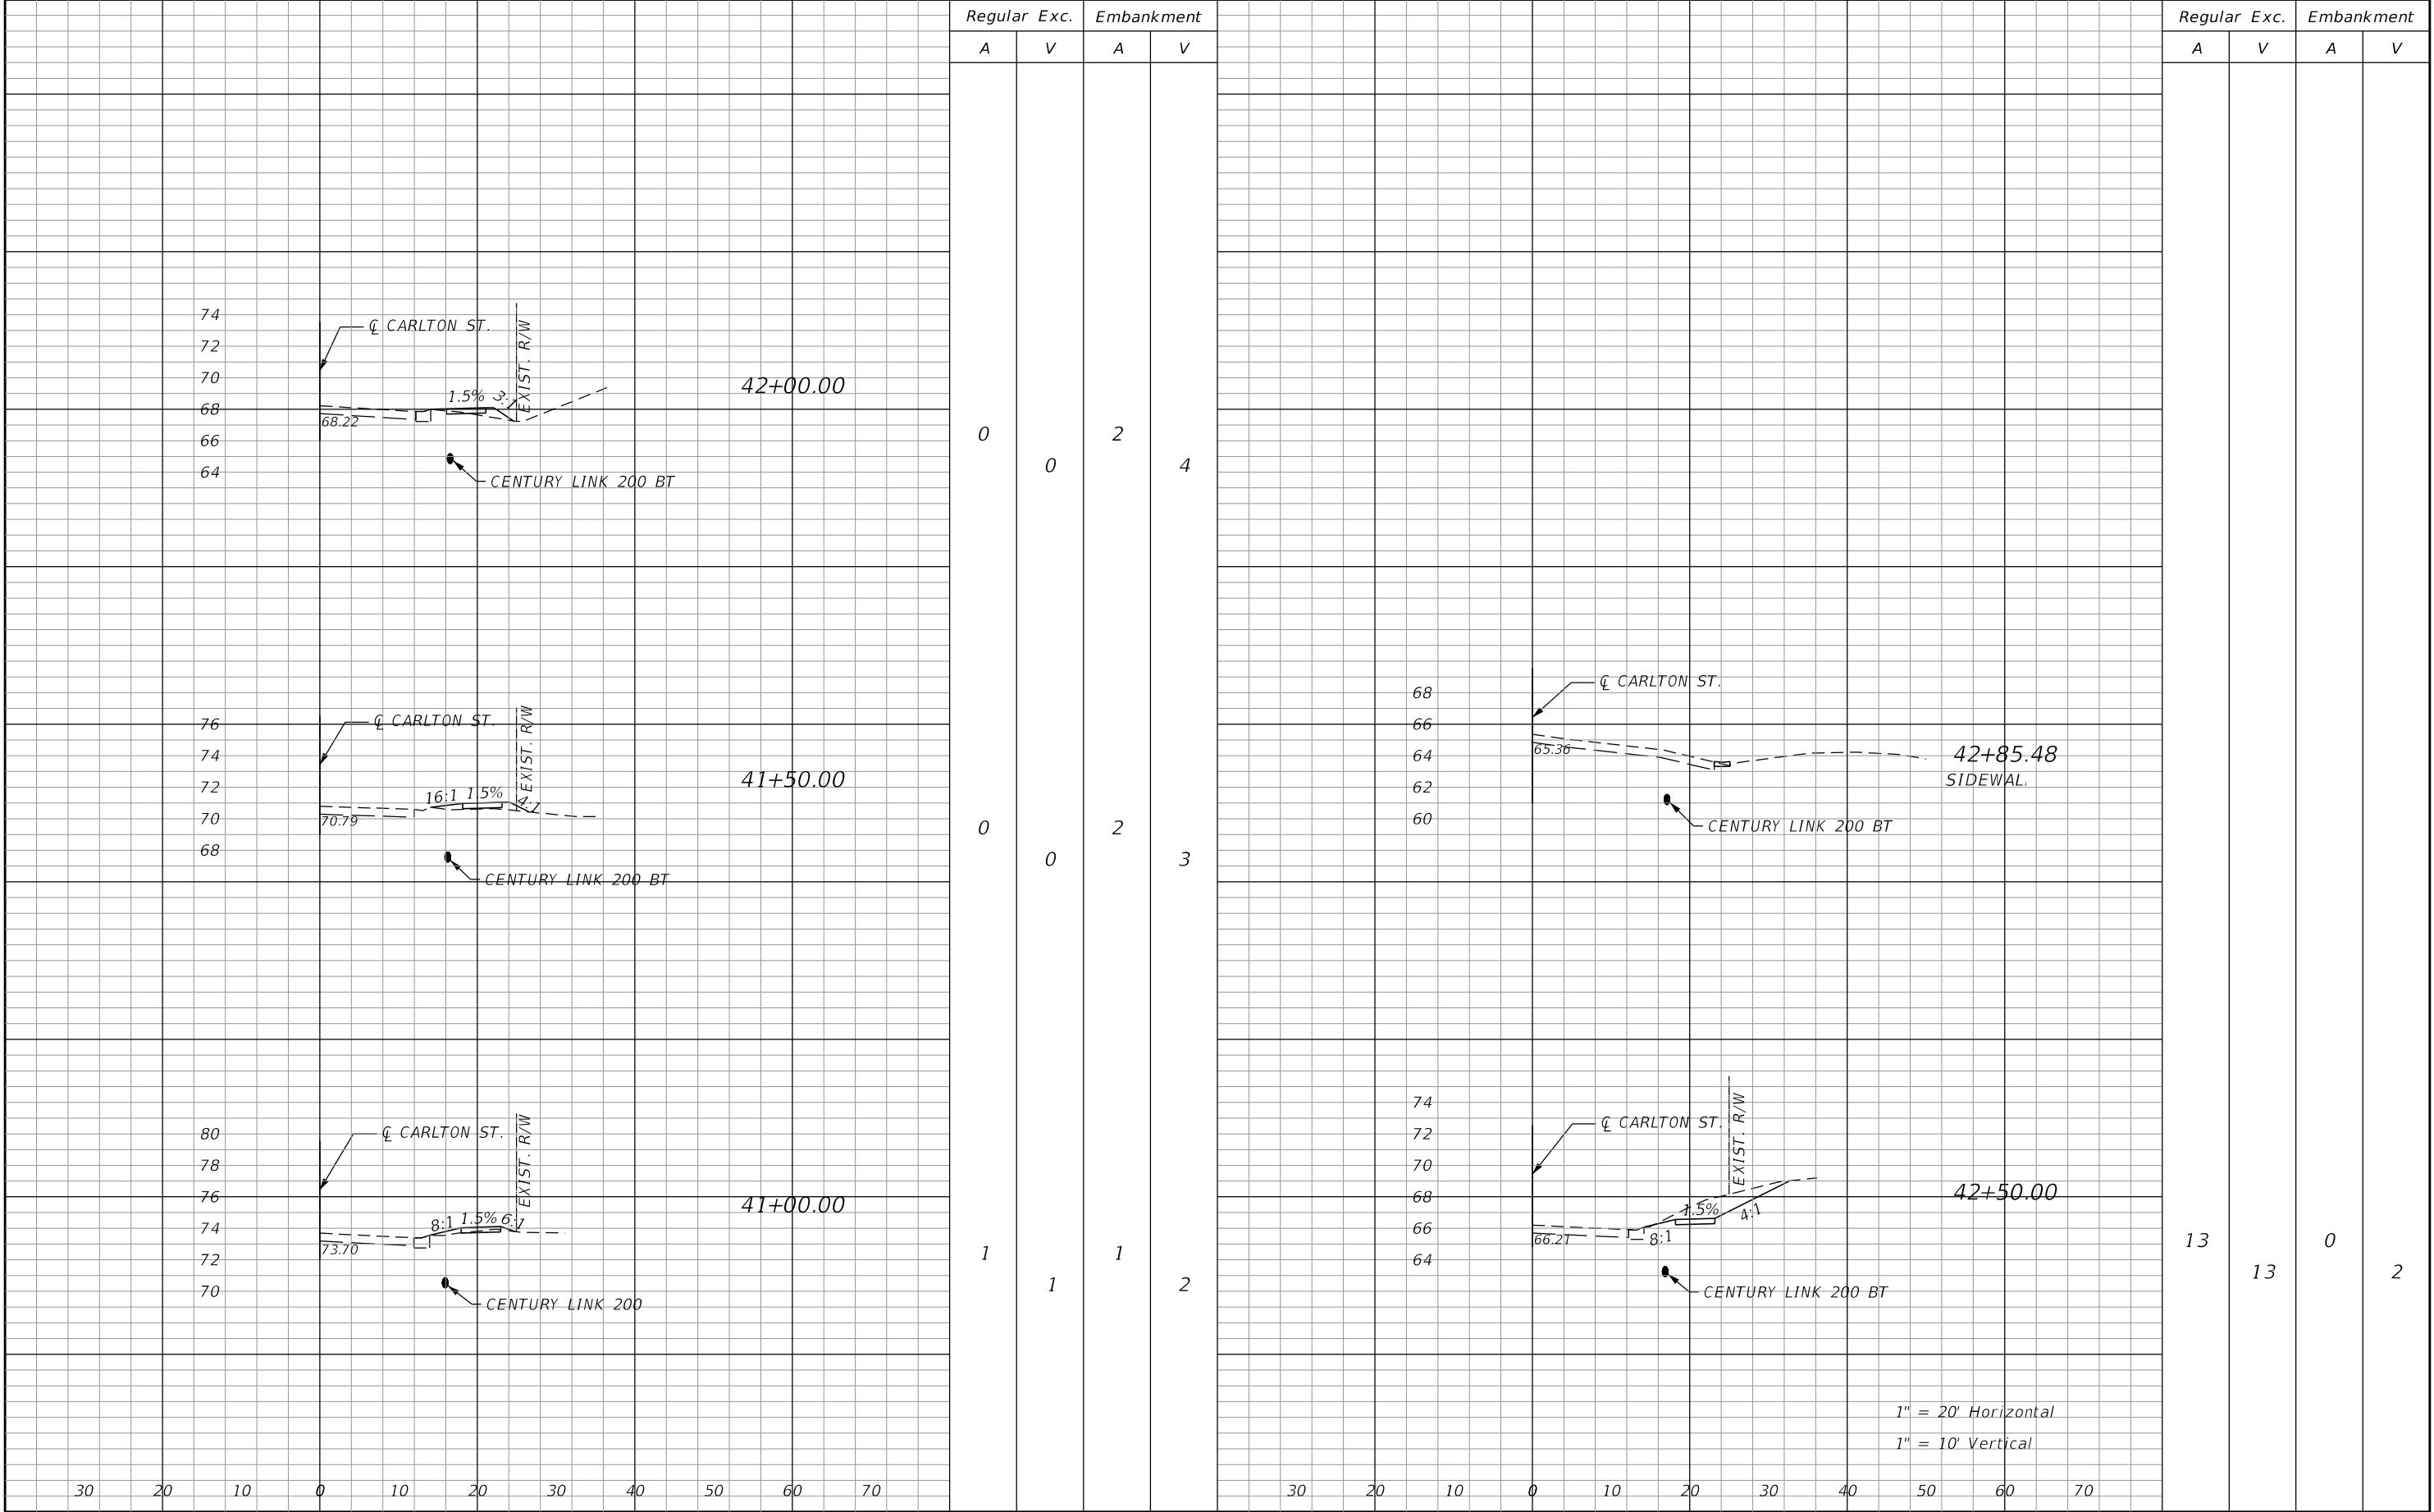 Regular Exc. Embankment
A V A V
74
72
70
68
66
64
℄ CARLTON ST.
EXIST. R/W
1.5% 3:1
68.22
42+00.00
CENTURY LINK 200 BT
0 2
0 4
76
74
72
70
68
℄ CARLTON ST.
EXIST. R/W
16:1 1.5% 4:1
70.79
41+50.00
CENTURY LINK 200 BT
0 2
0 3
80
78
76
74
72
70
℄ CARLTON ST.
EXIST. R/W
8:1 1.5% 6:1
73.70
41+00.00
CENTURY LINK 200
1 1
1 2
30 20 10 0 10 20 30 40 50 60 70
Regular Exc. Embankment
A V A V
68
66
64
62
60
℄ CARLTON ST.
65.36
42+85.48
SIDEWAL
CENTURY LINK 200 BT
74
72
70
68
66
64
℄ CARLTON ST.
EXIST. R/W
1.5% 4:1
66.21 8:1
42+50.00
CENTURY LINK 200 BT
13 0
13 2
1" = 20' Horizontal
1" = 10' Vertical
30 20 10 0 10 20 30 40 50 60 70